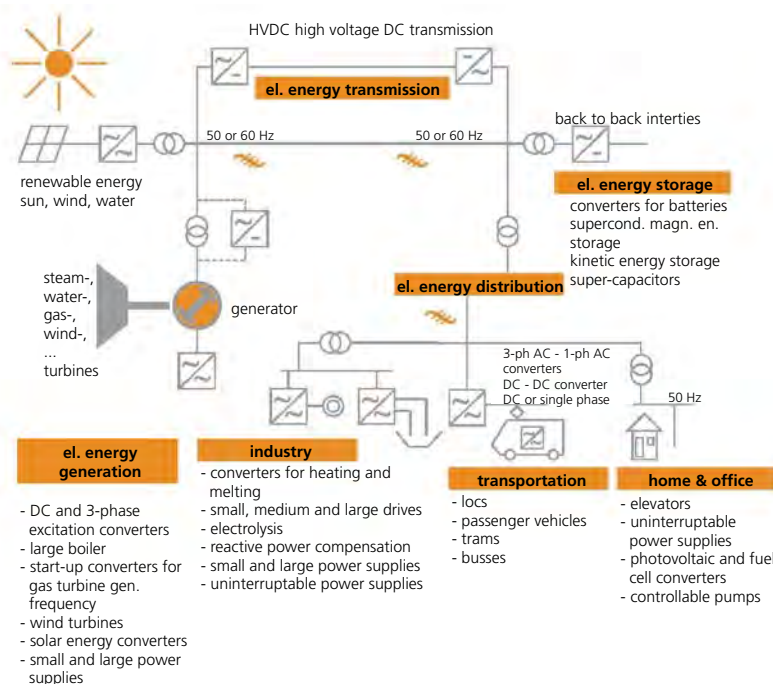 HVDC high voltage DC transmission
el. energy transmission
50 or 60 Hz
50 or 60 Hz
back to back interties
renewable energy
sun, wind, water
el. energy storage
converters for batteries
supercond. magn. en.
storage
kinetic energy storage
super-capacitors
steam-,
water-,
gas-,
wind-,
...
turbines
generator
el. energy distribution
3-ph AC - 1-ph AC
converters
DC - DC converter
DC or single phase
50 Hz
el. energy
generation
- DC and 3-phase
excitation converters
- large boiler
- start-up converters for
gas turbine gen.
frequency
- wind turbines
- solar energy converters
- small and large power
supplies
industry
- converters for heating and
melting
- small, medium and large drives
- electrolysis
- reactive power compensation
- small and large power supplies
- uninterruptable power supplies
transportation
- locs
- passenger vehicles
- trams
- busses
home & office
- elevators
- uninterruptable
power supplies
- photovoltaic and fuel
cell converters
- controllable pumps